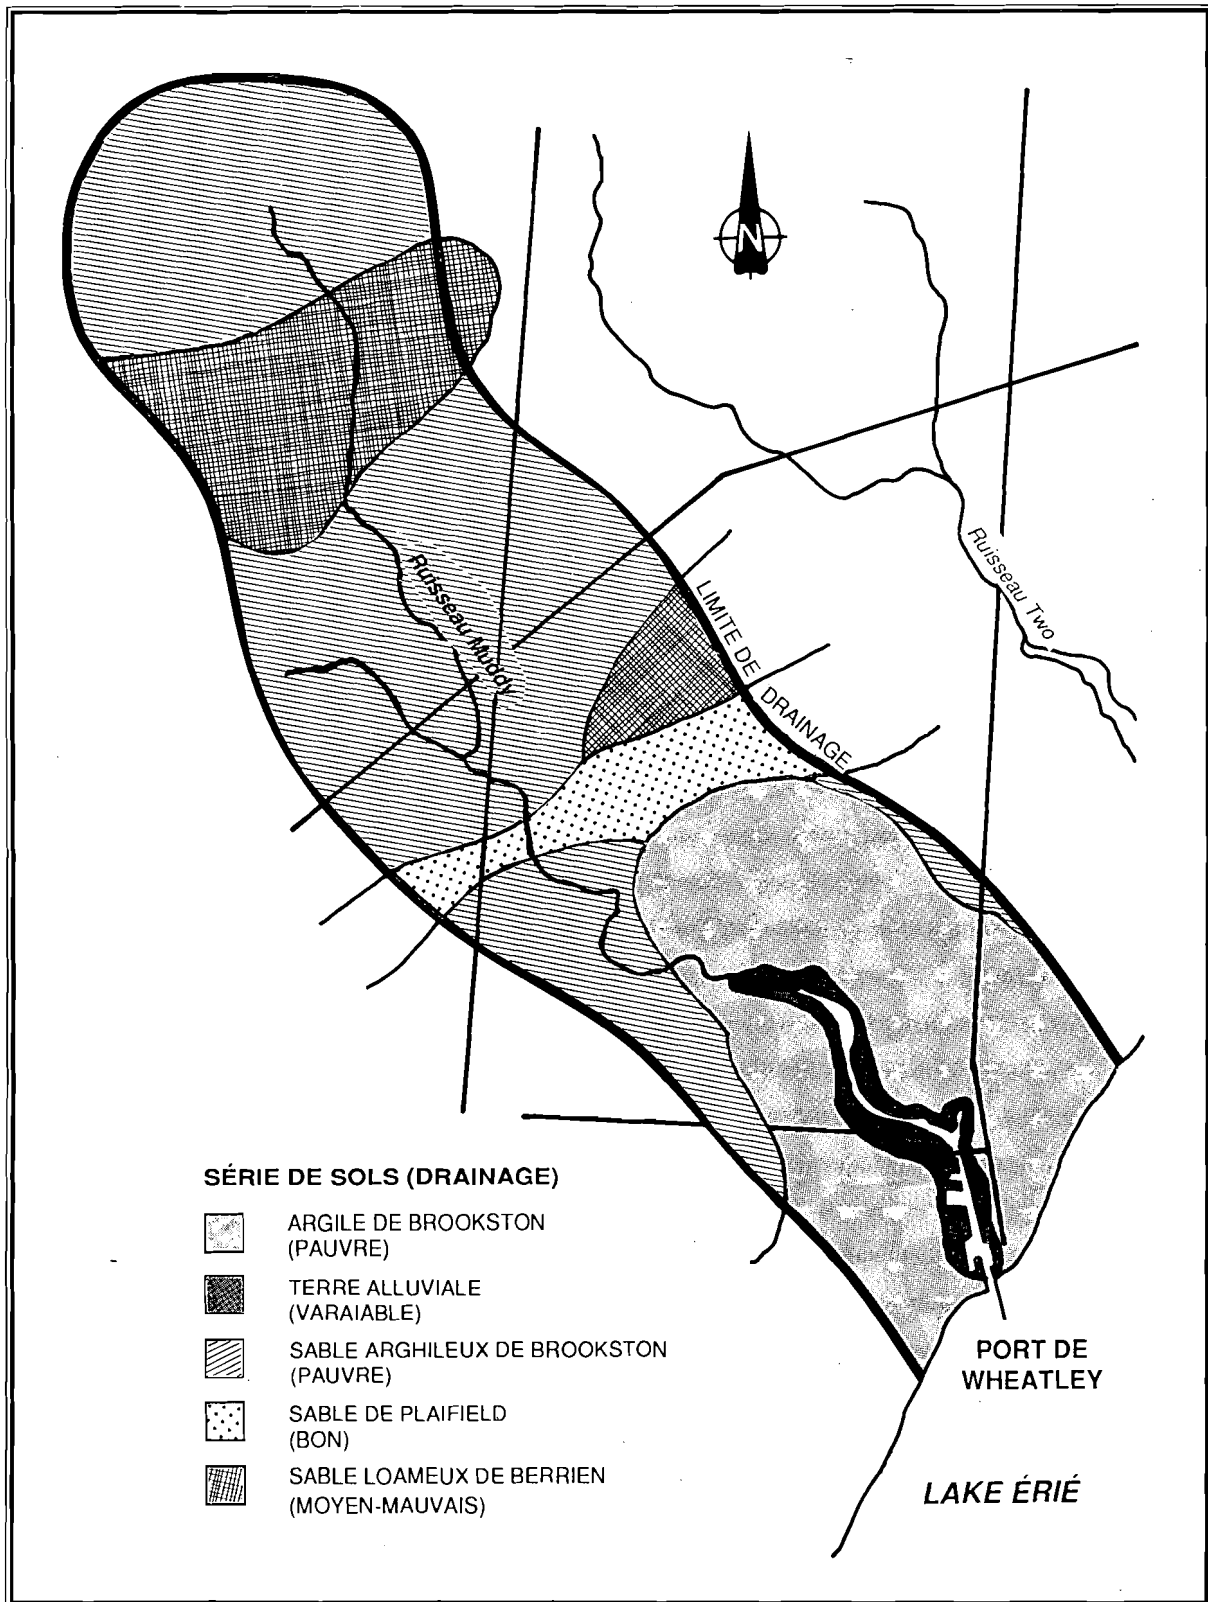 N
Ruisseau Two
Ruisseau Muddy
LIMITE DE DRAINAGE
SÉRIE DE SOLS (DRAINAGE)
ARGILE DE BROOKSTON
(PAUVRE)
TERRE ALLUVIALE
(VARAIABLE)
SABLE ARGHILEUX DE BROOKSTON
(PAUVRE)
SABLE DE PLAIFIELD
(BON)
SABLE LOAMEUX DE BERRIEN
(MOYEN-MAUVAIS)
PORT DE
WHEATLEY
LAKE ÉRIÉ